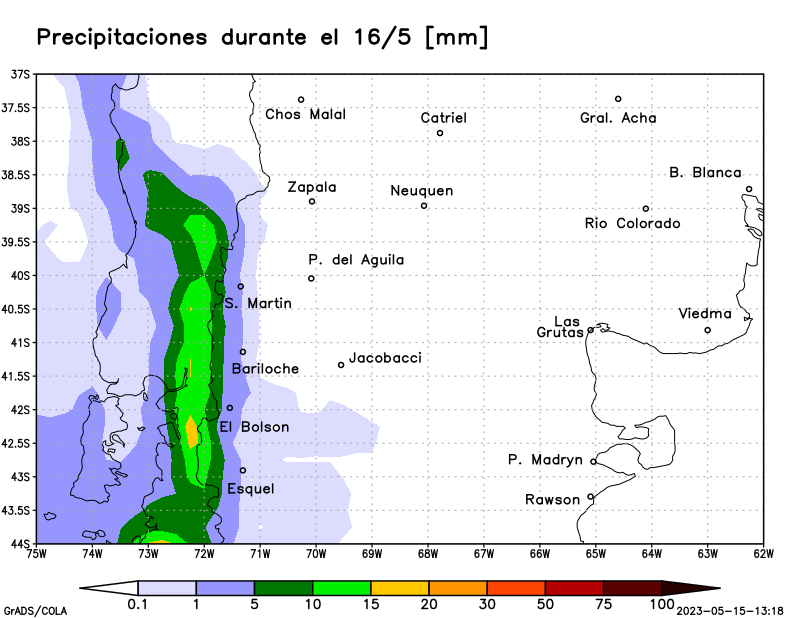 Precipitaciones durante el 16/5 [mm]
37S
37.5S
Chos Malal
Catriel
Gral. Acha
38S
38.5S
B. Blanca
Zapala
Neuquen
39S
Rio Colorado
39.5S
P. del Aguila
40S
S. Martin
40.5S
Las
Grutas
Viedma
41S
Bariloche
Jacobacci
41.5S
42S
El Bolson
42.5S
P. Madryn
43S
Esquel
Rawson
43.5S
44S
75W 74W 73W 72W 71W 70W 69W 68W 67W 66W 65W 64W 63W 62W
0.1 1 5 10 15 20 30 50 75 100
GrADS/COLA
2023-05-15-13:18